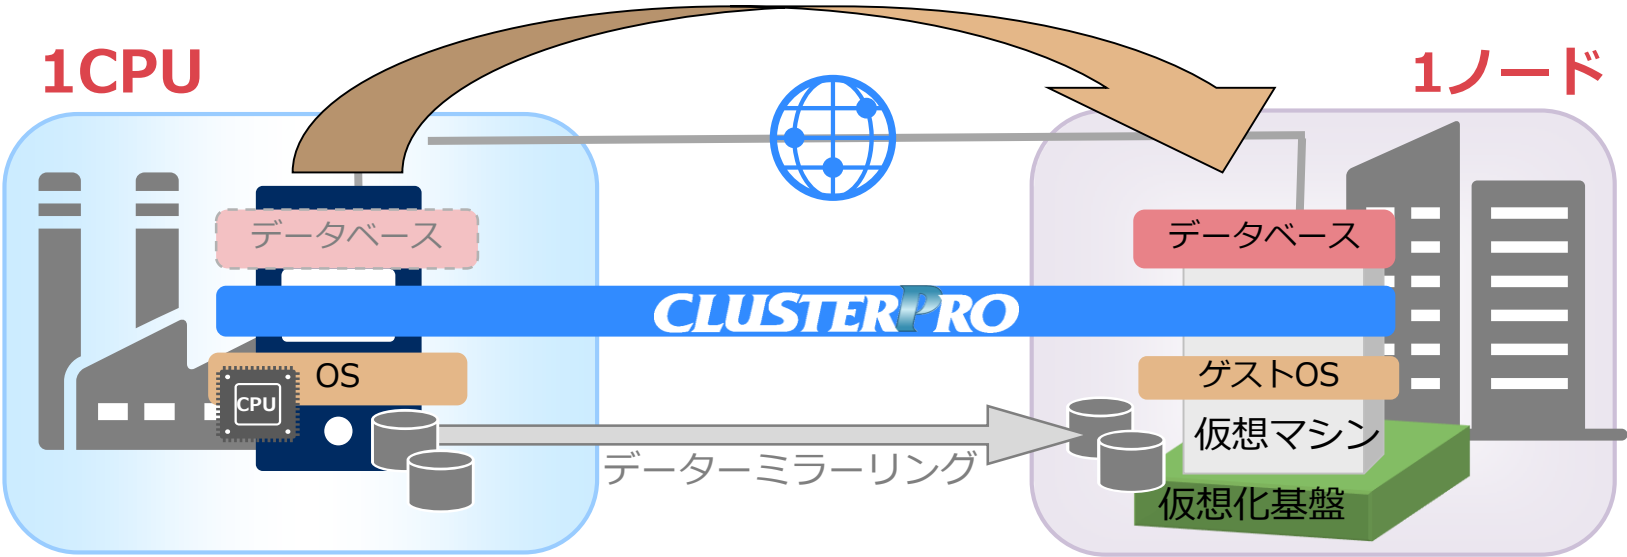 1CPU
1ノード
データベース
データベース
CLUSTERPRO
OS
ゲストOS
CPU
仮想マシン
データーミラーリング
仮想化基盤